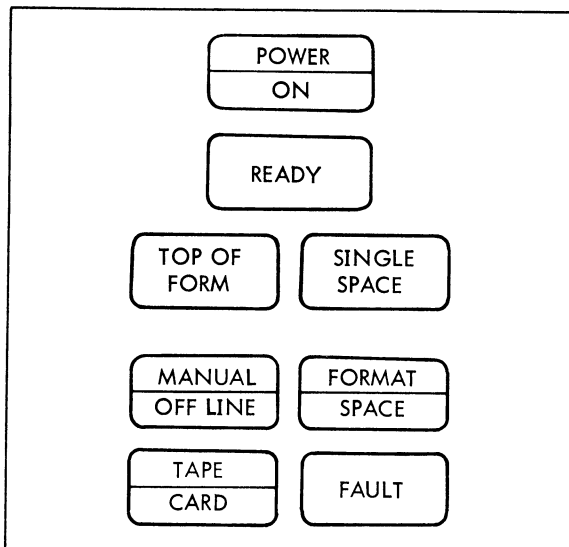 POWER
ON
READY
TOP OF
FORM
SINGLE
SPACE
MANUAL
OFF LINE
FORMAT
SPACE
TAPE
CARD
FAULT